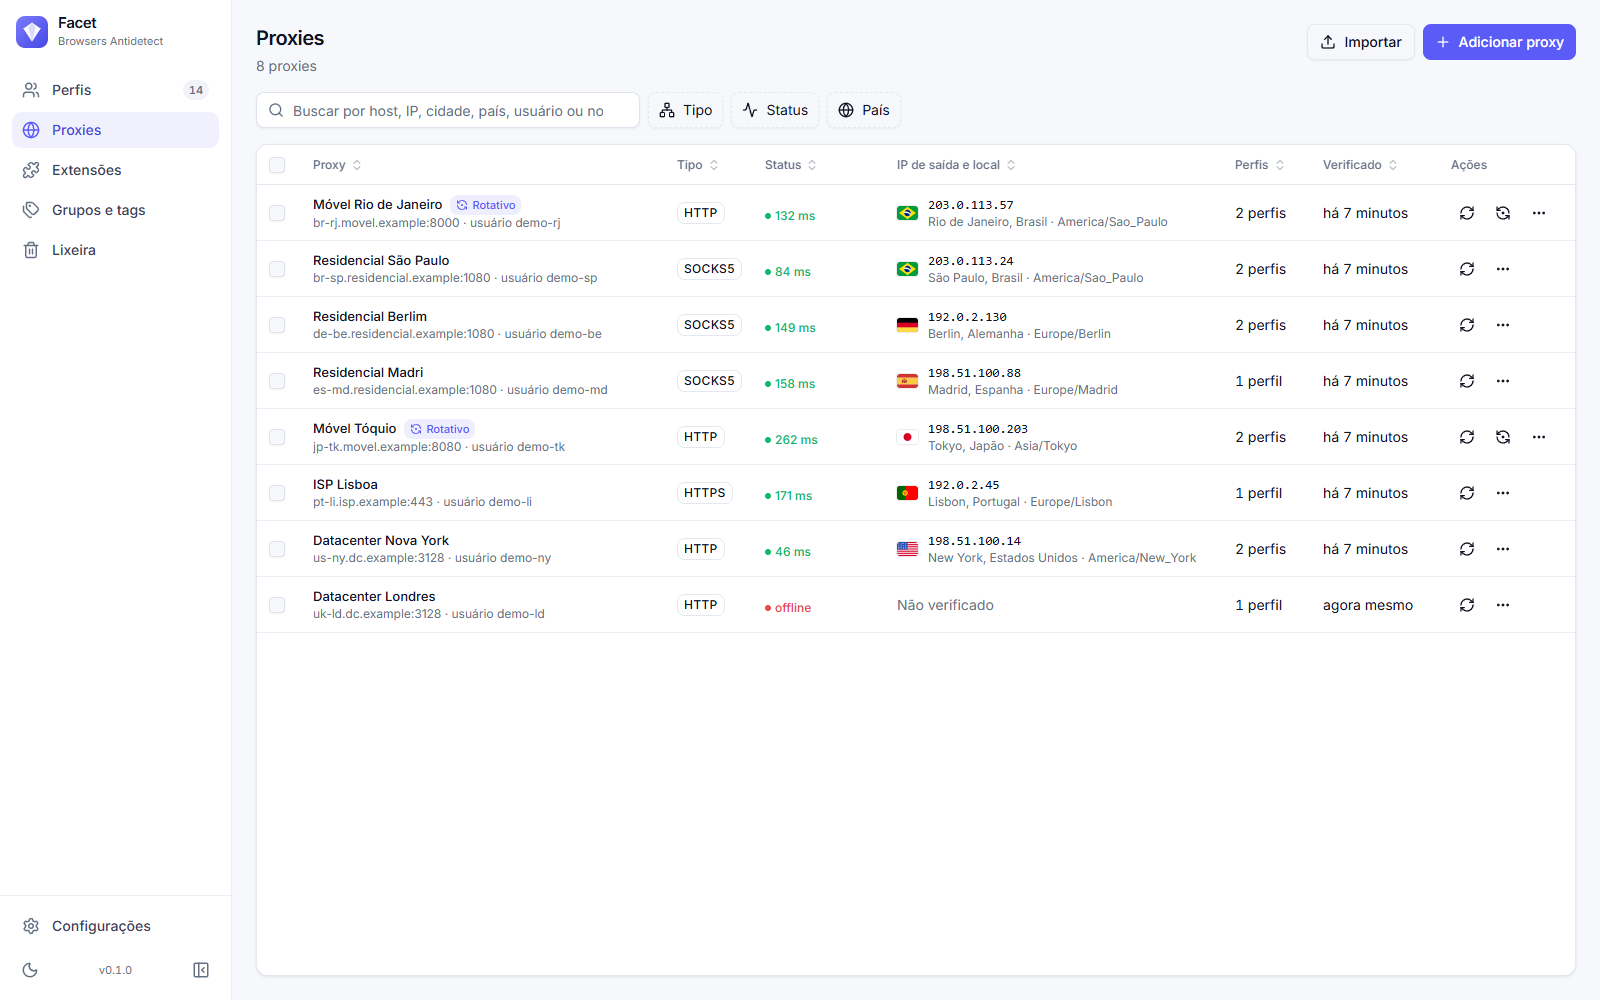 Facet
Browsers Antidetect
Perfis 14
Proxies
Extensões
Grupos e tags
Lixeira
Configurações
v0.1.0
Proxies
8 proxies
Importar
Adicionar proxy
Buscar por host, IP, cidade, país, usuário ou no
Tipo
Status
País
Proxy Tipo Status IP de saída e local Perfis Verificado Ações
Móvel Rio de Janeiro Rotativo
br-rj.movel.example:8000 · usuário demo-rj
HTTP
132 ms
203.0.113.57
Rio de Janeiro, Brasil · America/Sao_Paulo
2 perfis
há 7 minutos
Residencial São Paulo
br-sp.residencial.example:1080 · usuário demo-sp
SOCKS5
84 ms
203.0.113.24
São Paulo, Brasil · America/Sao_Paulo
2 perfis
há 7 minutos
Residencial Berlim
de-be.residencial.example:1080 · usuário demo-be
SOCKS5
149 ms
192.0.2.130
Berlin, Alemanha · Europe/Berlin
2 perfis
há 7 minutos
Residencial Madri
es-md.residencial.example:1080 · usuário demo-md
SOCKS5
158 ms
198.51.100.88
Madrid, Espanha · Europe/Madrid
1 perfil
há 7 minutos
Móvel Tóquio Rotativo
jp-tk.movel.example:8080 · usuário demo-tk
HTTP
262 ms
198.51.100.203
Tokyo, Japão · Asia/Tokyo
2 perfis
há 7 minutos
ISP Lisboa
pt-li.isp.example:443 · usuário demo-li
HTTPS
171 ms
192.0.2.45
Lisbon, Portugal · Europe/Lisbon
1 perfil
há 7 minutos
Datacenter Nova York
us-ny.dc.example:3128 · usuário demo-ny
HTTP
46 ms
198.51.100.14
New York, Estados Unidos · America/New_York
2 perfis
há 7 minutos
Datacenter Londres
uk-ld.dc.example:3128 · usuário demo-ld
HTTP
offline
Não verificado
1 perfil
agora mesmo